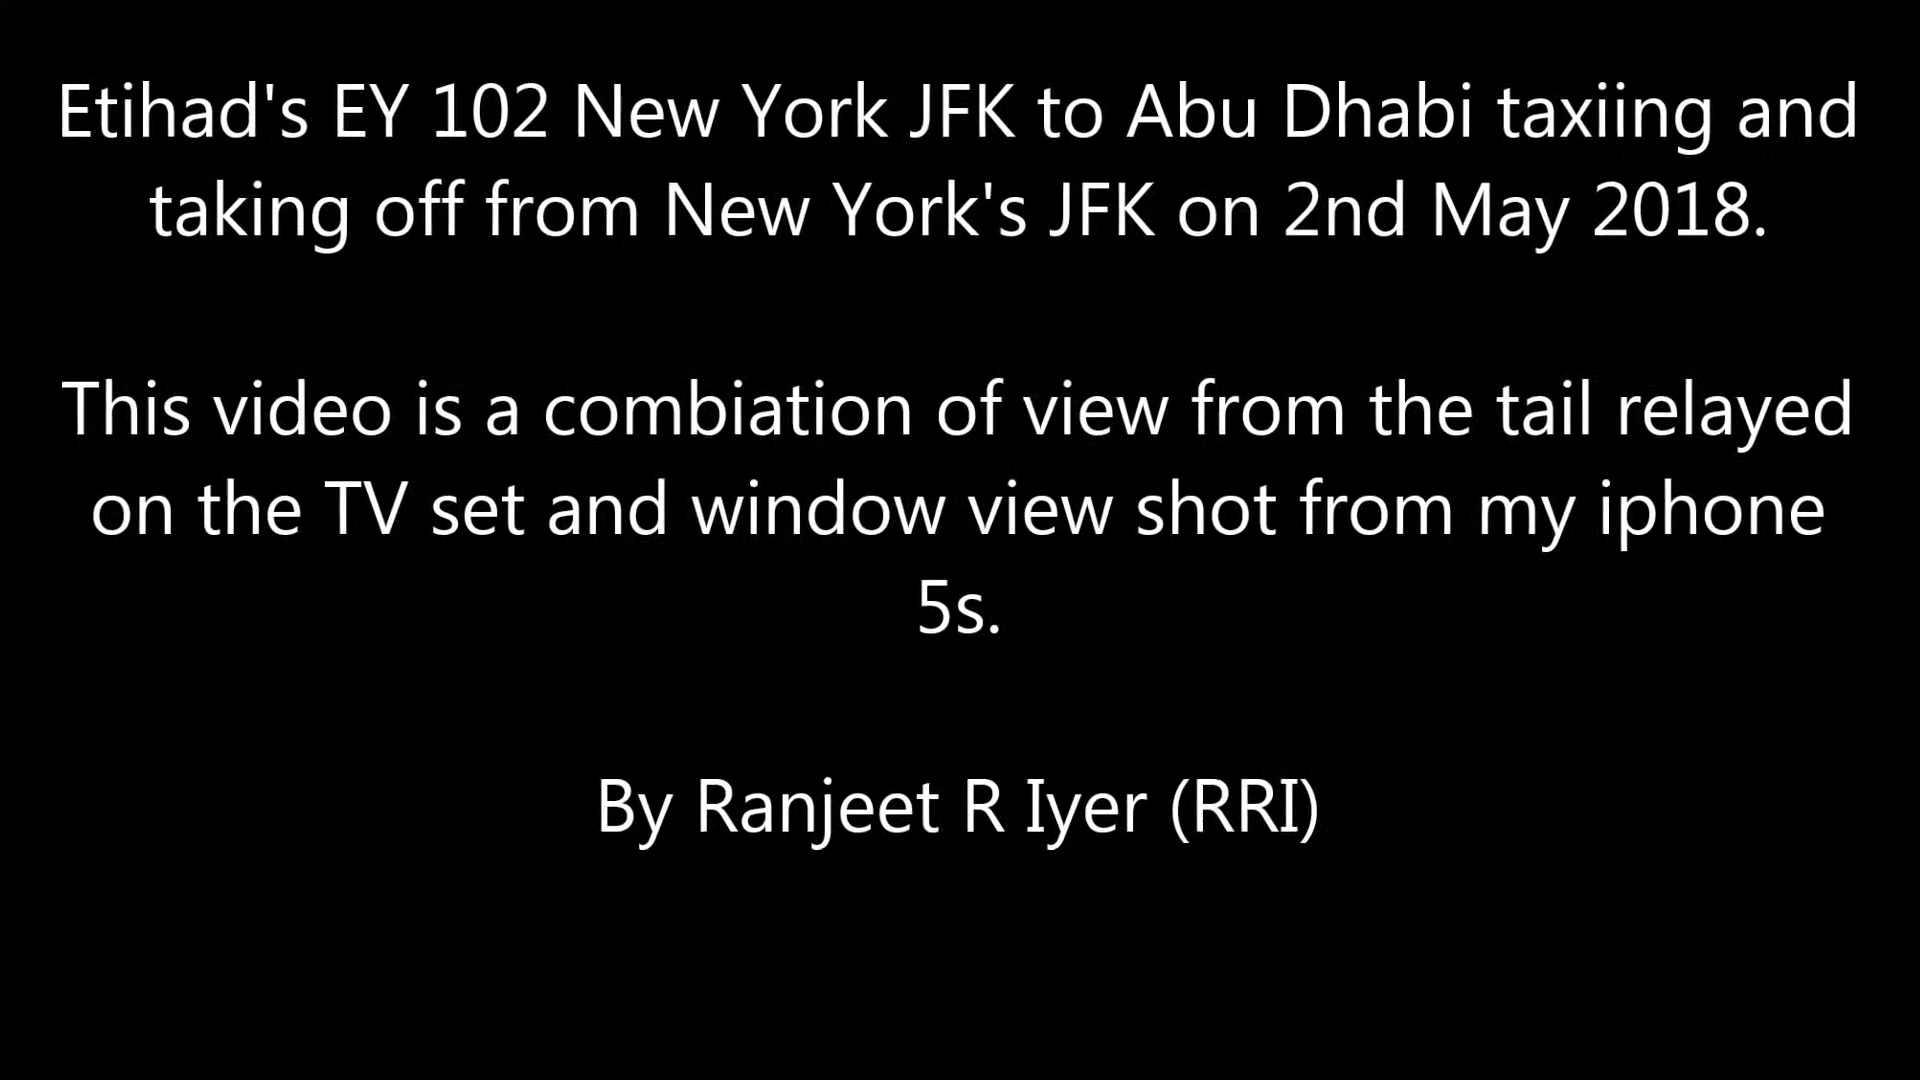 Etihad's EY 102 New York JFK to Abu Dhabi taxiing and
taking off from New York's JFK on 2nd May 2018.
This video is a combiation of view from the tail relayed
on the TV set and window view shot from my iphone
5s.
By Ranjeet R Iyer (RRI)